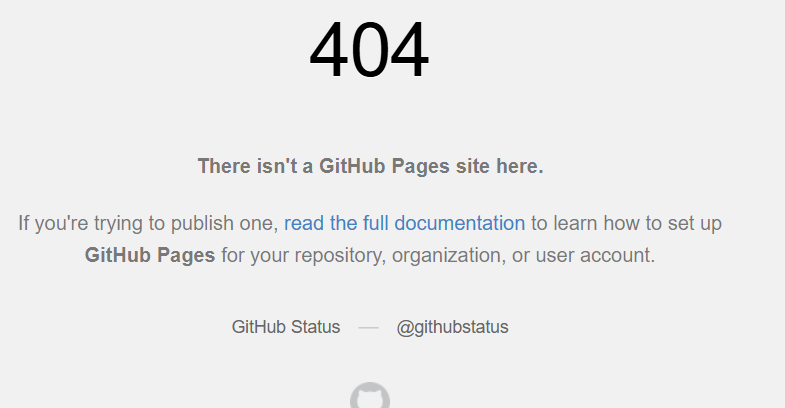 404
There isn't a GitHub Pages site here.
If you're trying to publish one, read the full documentation to learn how to set up
GitHub Pages for your repository, organization, or user account.
GitHub Status — @githubstatus